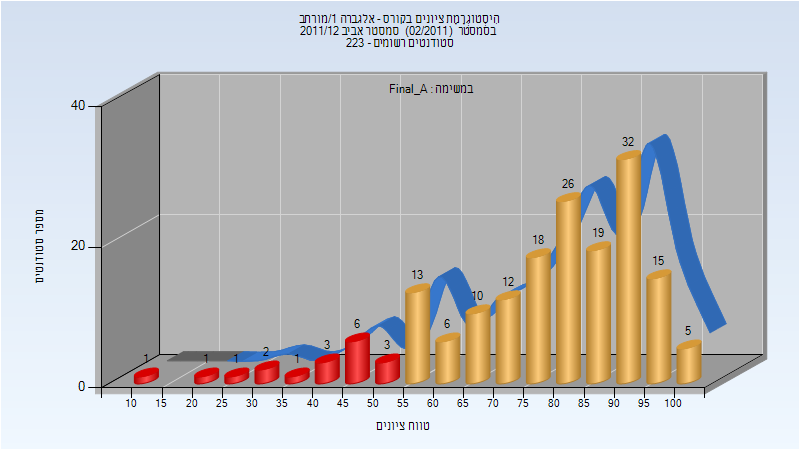 היסטוגרמת ציונים בקורס - אלגברה 1/מורחב
בסמסטר (02/2011) סמסטר אביב 2011/12
סטודנטים רשומים - 223
במשימה : Final_A
מספר סטודנטים
40
20
0
1 1 1 2 1 3 6 3 13 6 10 12 18 26 19 32 15 5
10 15 20 25 30 35 40 45 50 55 60 65 70 75 80 85 90 95 100
טווח ציונים